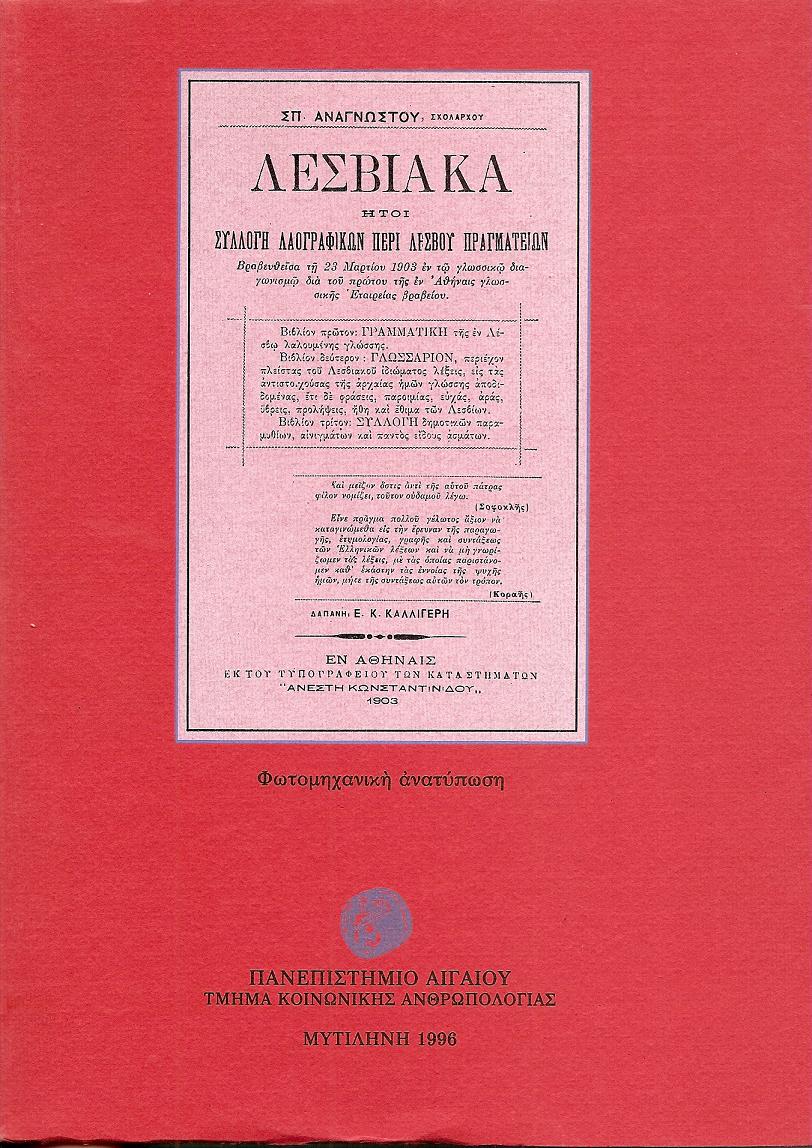 ΣΠ. ΑΝΑΓΝΩΣΤΟΥ, ΣΧΟΛΑΡΧΟΥ
ΛΕΣΒΙΑΚΑ
ΗΤΟΙ
ΣΥΛΛΟΓΗ ΛΑΟΓΡΑΦΙΚΩΝ ΠΕΡΙ ΛΕΣΒΟΥ ΠΡΑΓΜΑΤΕΙΩΝ
Βραβευθεῖσα τῇ 23 Μαρτίου 1903 ἐν τῷ γλωσσικῷ δια-
γωνισμῷ διὰ τοῦ πρώτου τῆς ἐν Ἀθήναις γλωσ-
σικῆς Ἑταιρείας βραβείου.
Βιβλίον πρῶτον: ΓΡΑΜΜΑΤΙΚΗ τῆς ἐν Λέ-
σβῳ λαλουμένης γλώσσης.
Βιβλίον δεύτερον: ΓΛΩΣΣΑΡΙΟΝ, περιέχον
πλείστας τοῦ Λεσβιακοῦ ἰδιώματος λέξεις, εἰς τὰς
ἀντιστοιχούσας τῆς ἀρχαίας ἡμῶν γλώσσης ἀποδι-
δομένας, ἔτι δὲ φράσεις, παροιμίας, εὐχάς, ἀράς,
ὕβρεις, προλήψεις, ἤθη καὶ ἔθιμα τῶν Λεσβίων.
Βιβλίον τρίτον: ΣΥΛΛΟΓΗ δημοτικῶν παρα-
μυθίων, αἰνιγμάτων καὶ παντὸς εἴδους ᾀσμάτων.
Καὶ μεῖζον ὅστις ἀντὶ τῆς αὑτοῦ πάτρας
φίλον νομίζει, τοῦτον οὐδαμοῦ λέγω.
(Σοφοκλῆς)
Εἶνε πρᾶγμα πολλοῦ γέλωτος ἄξιον νὰ
καταγινώμεθα εἰς τὴν ἔρευναν τῆς παραγω-
γῆς, ἐτυμολογίας, γραφῆς καὶ συντάξεως
τῶν Ἑλληνικῶν λέξεων καὶ νὰ μὴ γνωρί-
ζωμεν τὰς λέξεις, μὲ τὰς ὁποίας παριστάνο-
μεν καθ' ἑκάστην τὰς ἐννοίας τῆς ψυχῆς
ἡμῶν, μήτε τῆς συντάξεως αὐτῶν τὸν τρόπον.
(Κοραῆς)
ΔΑΠΑΝῌ: Ε. Κ. ΚΑΛΛΙΓΕΡΗ
ΕΝ ΑΘΗΝΑΙΣ
ΕΚ ΤΟΥ ΤΥΠΟΓΡΑΦΕΙΟΥ ΤΩΝ ΚΑΤΑΣΤΗΜΑΤΩΝ
"ΑΝΕΣΤΗ ΚΩΝΣΤΑΝΤΙΝΙΔΟΥ„
1903
Φωτομηχανικὴ ἀνατύπωση
ΠΑΝΕΠΙΣΤΗΜΙΟ ΑΙΓΑΙΟΥ
ΤΜΗΜΑ ΚΟΙΝΩΝΙΚΗΣ ΑΝΘΡΩΠΟΛΟΓΙΑΣ
ΜΥΤΙΛΗΝΗ 1996